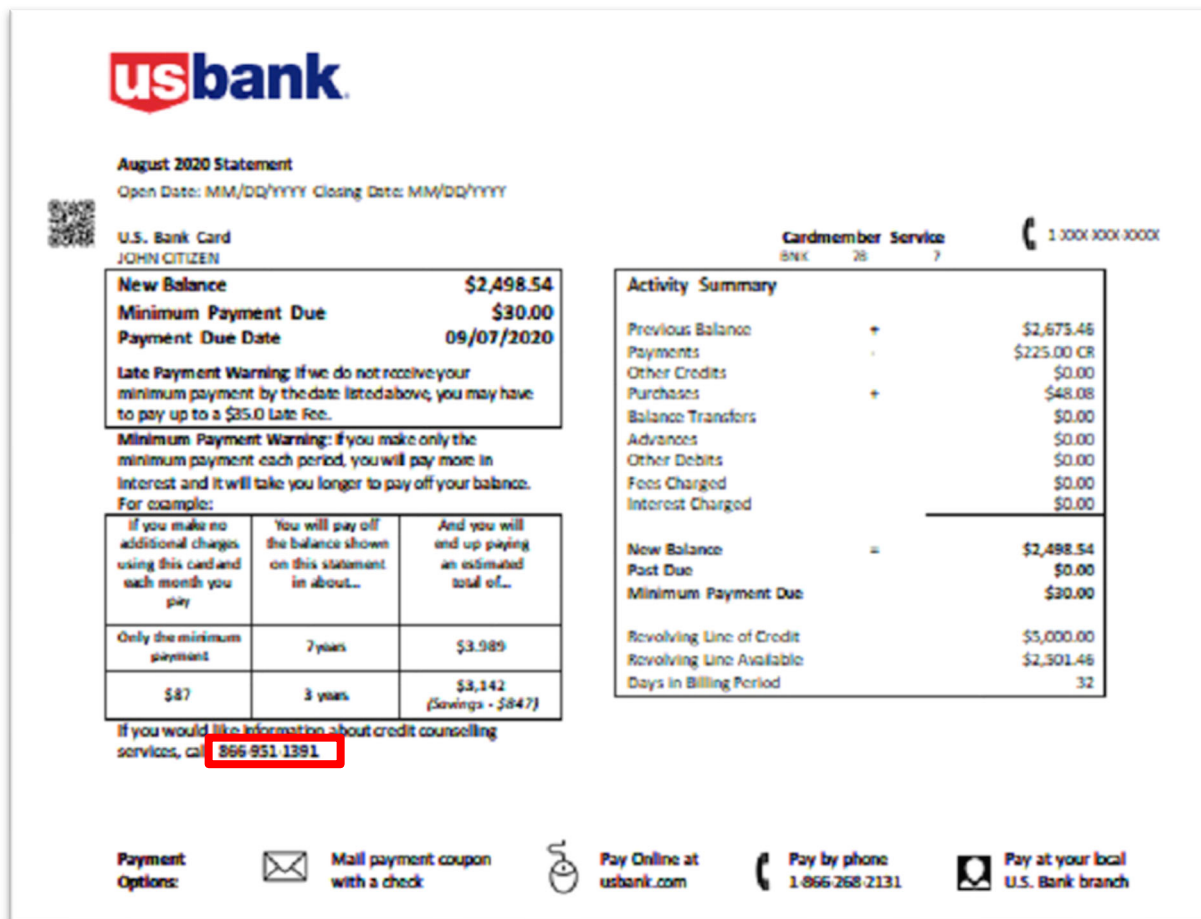 usbank.
August 2020 Statement
Open Date: MM/DD/YYYY Closing Date: MM/DD/YYYY
U.S. Bank Card
JOHN CITIZEN
Cardmember Service
BNK 28 7
1 XXX XXX XXXX
New Balance $2,498.54
Minimum Payment Due $30.00
Payment Due Date 09/07/2020
Late Payment Warning: If we do not receive your
minimum payment by the date listed above, you may have
to pay up to a $35.0 Late Fee.
Minimum Payment Warning: If you make only the
minimum payment each period, you will pay more in
interest and it will take you longer to pay off your balance.
For example:
If you make no
additional charges
using this card and
each month you
pay
You will pay off
the balance shown
on this statement
in about...
And you will
end up paying
an estimated
total of...
Only the minimum
payment
7 years
$3.989
$87
3 years
$3,142
(Savings - $847)
If you would like information about credit counselling
services, call 866-951-1391
Activity Summary
Previous Balance + $2,675.46
Payments - $225.00 CR
Other Credits $0.00
Purchases + $48.08
Balance Transfers $0.00
Advances $0.00
Other Debits $0.00
Fees Charged $0.00
Interest Charged $0.00
New Balance = $2,498.54
Past Due $0.00
Minimum Payment Due $30.00
Revolving Line of Credit $5,000.00
Revolving Line Available $2,501.46
Days in Billing Period 32
Payment
Options:
Mail payment coupon
with a check
Pay Online at
usbank.com
Pay by phone
1-866-268-2131
Pay at your local
U.S. Bank branch